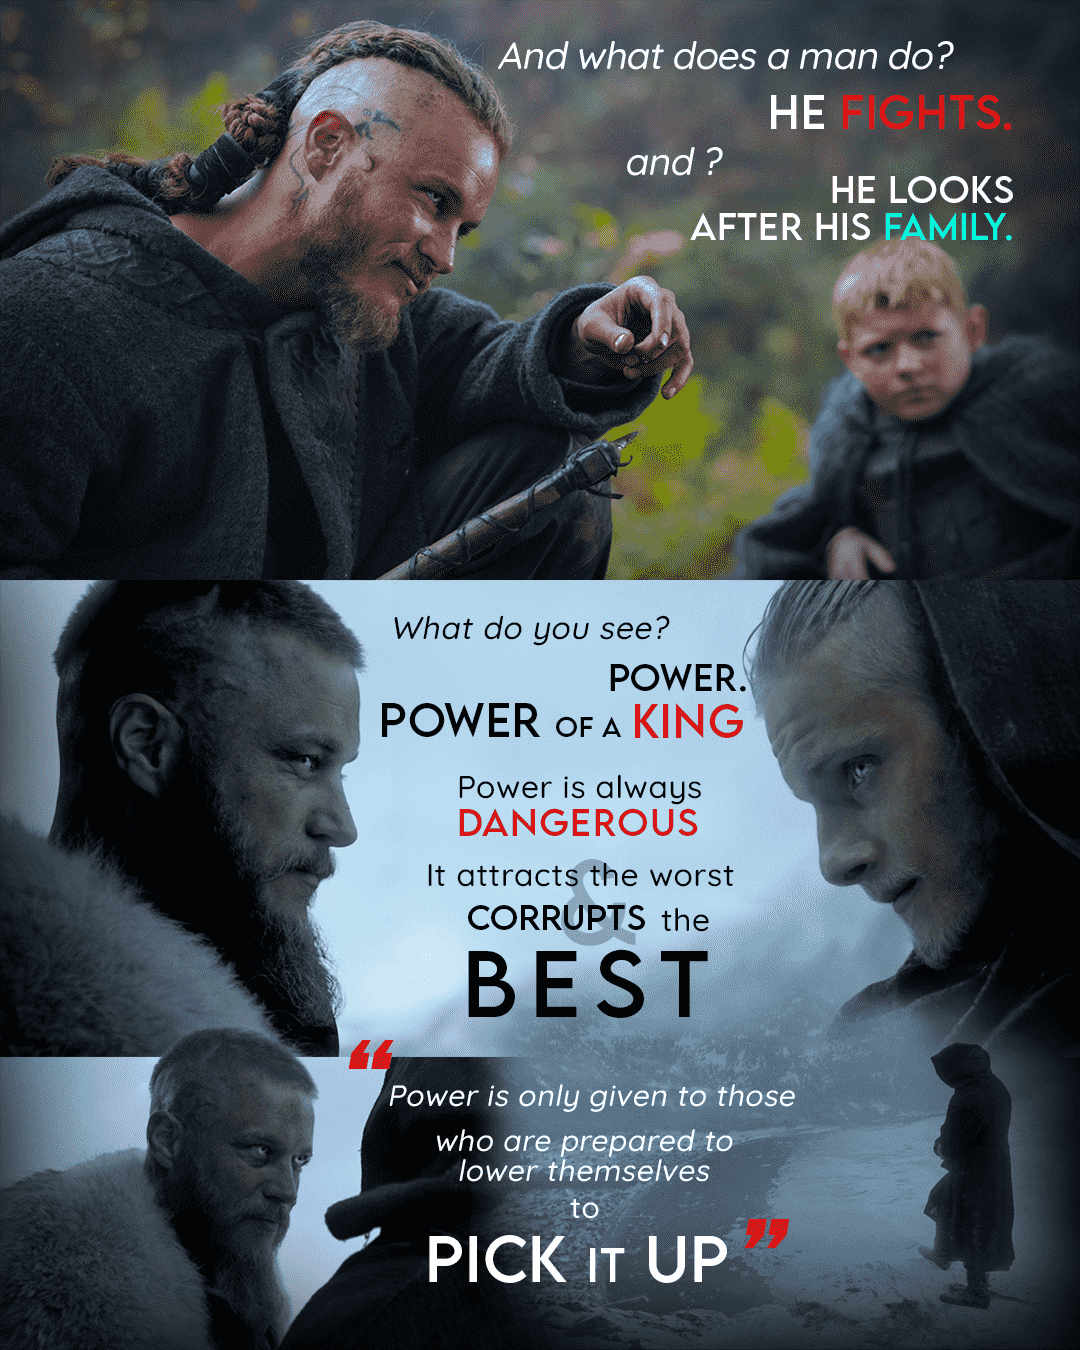 And what does a man do?
HE FIGHTS.
and ?
HE LOOKS
AFTER HIS FAMILY.
What do you see?
POWER.
POWER OF A KING
Power is always
DANGEROUS
It attracts the worst
&
CORRUPTS the
BEST
“
Power is only given to those
who are prepared to
lower themselves
to
PICK IT UP ”